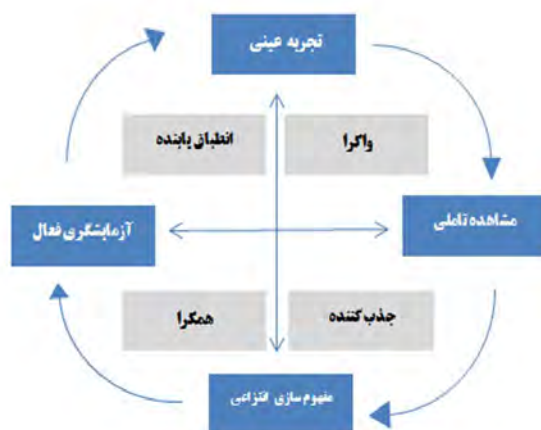 تجربه عینی
واگرا
انطباق یابنده
مشاهده تاملی
آزمایشگری فعال
جذب کننده
همگرا
مفهوم سازی انتزاعی